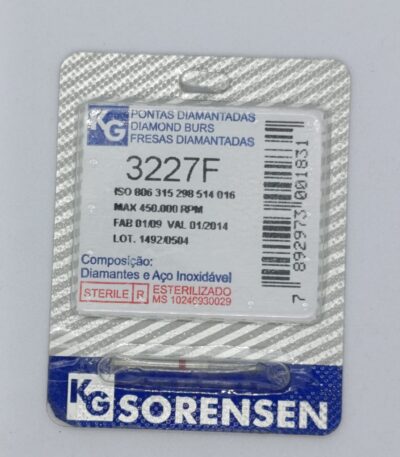 KG
PONTAS DIAMANTADAS
DIAMOND BURS
FRESAS DIAMANTADAS
3227F
ISO 806 315 298 514 016
MAX 450.000 RPM
FAB 01/09 VAL 01/2014
LOT. 1492/0504
Composição:
Diamantes e Aço Inoxidável
STERILE R ESTERILIZADO
MS 10246930029
7 892973 001831
KG SORENSEN